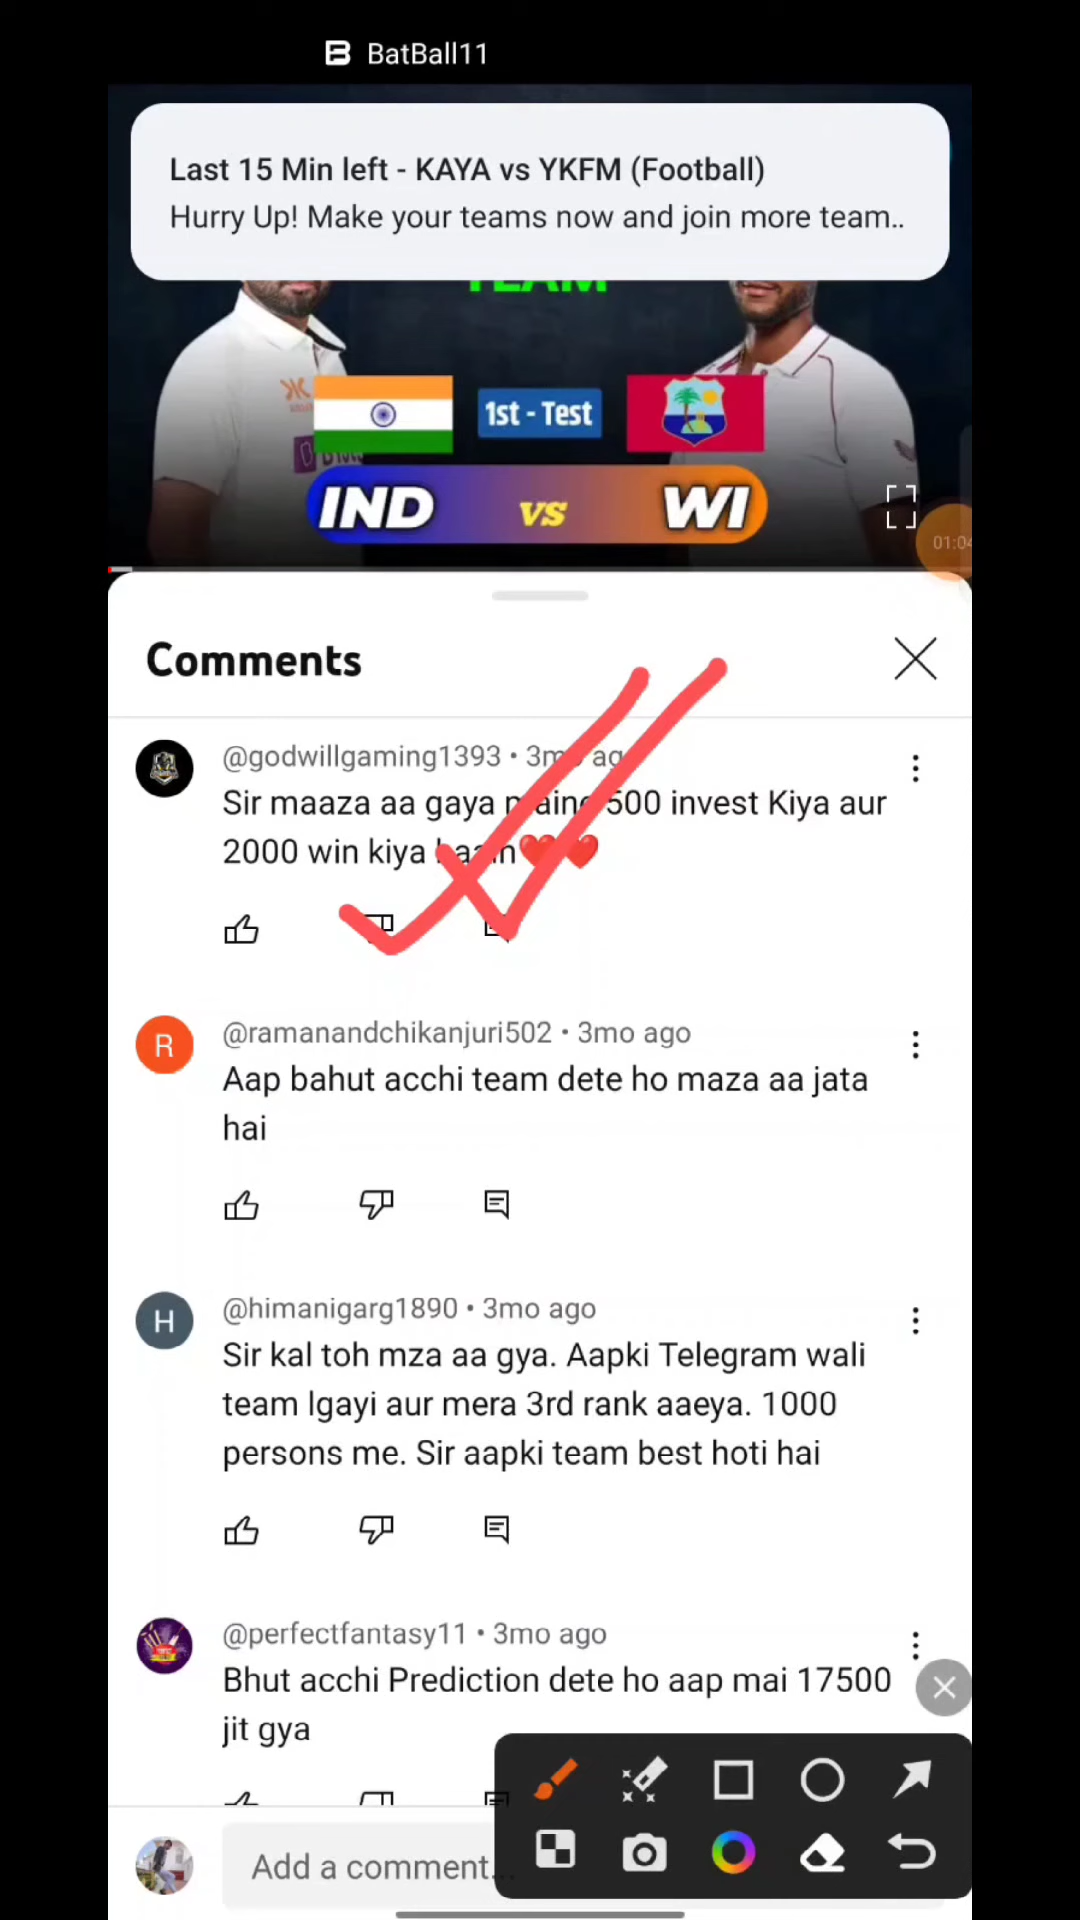 BatBall11
Last 15 Min left - KAYA vs YKFM (Football)
Hurry Up! Make your teams now and join more team..
TEAM
1st - Test
IND vs WI
01:04
Comments
@godwillgaming1393 • 3mo ago
Sir maaza aa gaya maine 500 invest Kiya aur
2000 win kiya haain❤️❤️
@ramanandchikanjuri502 • 3mo ago
Aap bahut acchi team dete ho maza aa jata
hai
@himanigarg1890 • 3mo ago
Sir kal toh mza aa gya. Aapki Telegram wali
team lgayi aur mera 3rd rank aaeya. 1000
persons me. Sir aapki team best hoti hai
@perfectfantasy11 • 3mo ago
Bhut acchi Prediction dete ho aap mai 17500
jit gya
Add a comment...
R
H